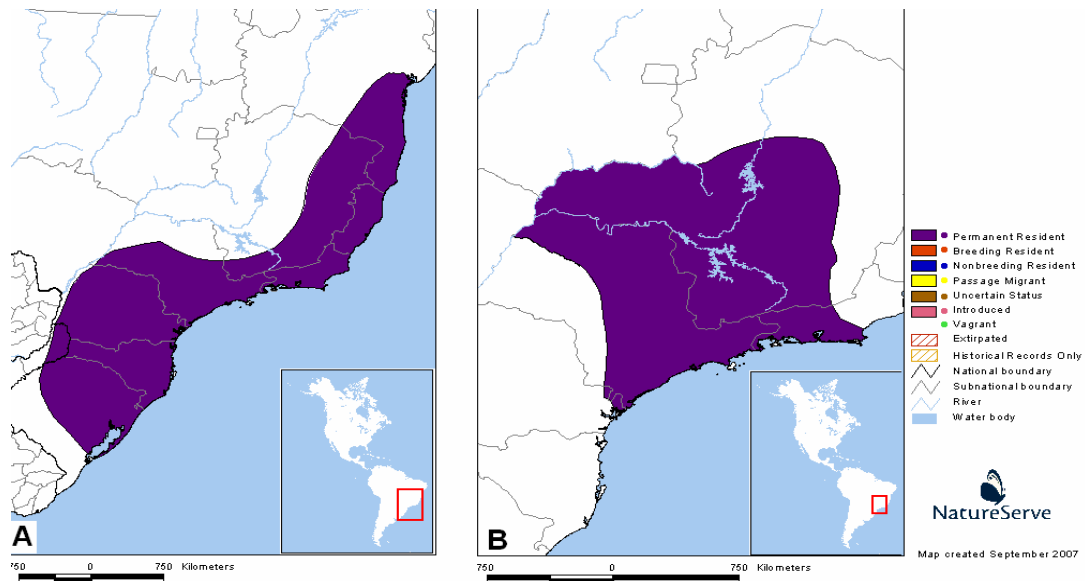 A
750 0 750 Kilometers
B
750 0 750
Permanent Resident
Breeding Resident
Nonbreeding Resident
Passage Migrant
Uncertain Status
Introduced
Vagrant
Extirpated
Historical Records Only
National boundary
Subnational boundary
River
Water body
NatureServe
Map created September 2007